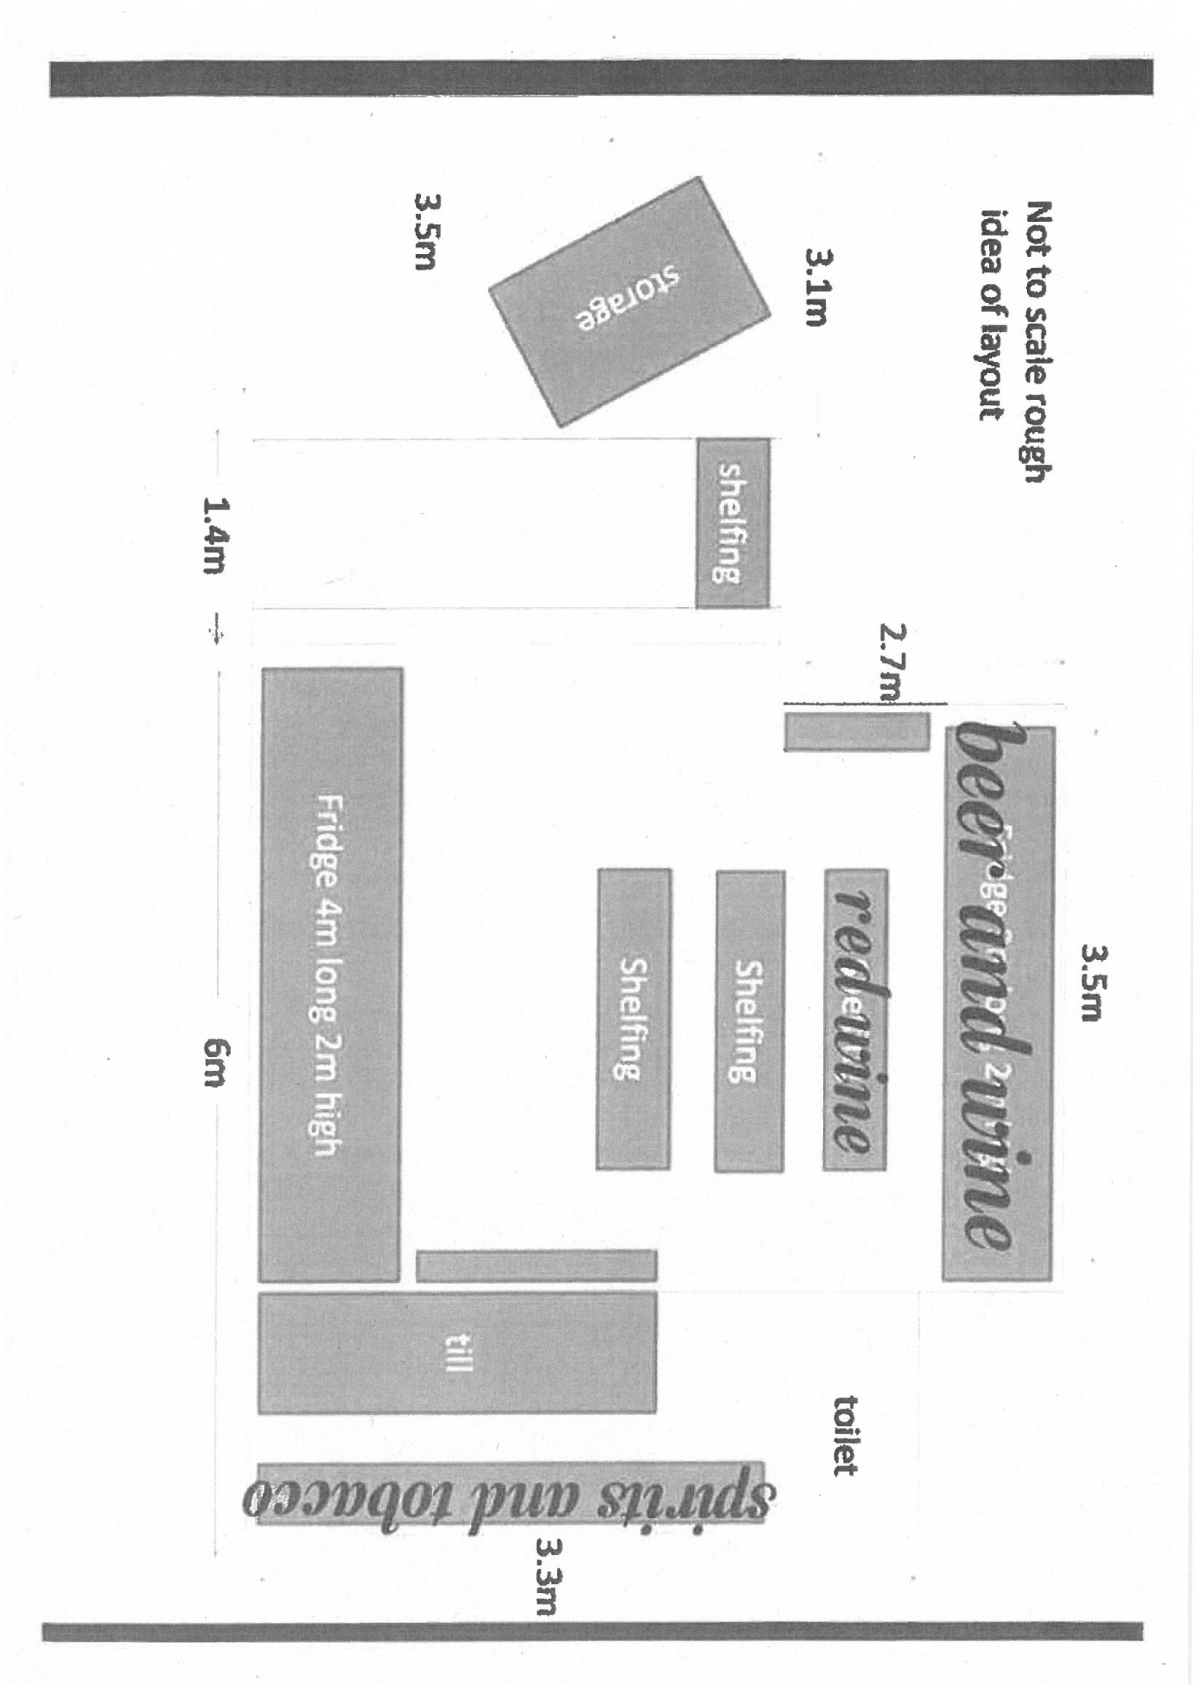 Not to scale rough
idea of layout
3.1m
3.5m
storage
shelfing
1.4m
2.7m
beer and wine
3.5m
red wine
Shelfing
Shelfing
Fridge 4m long 2m high
6m
till
toilet
spirits and tobacco
3.3m